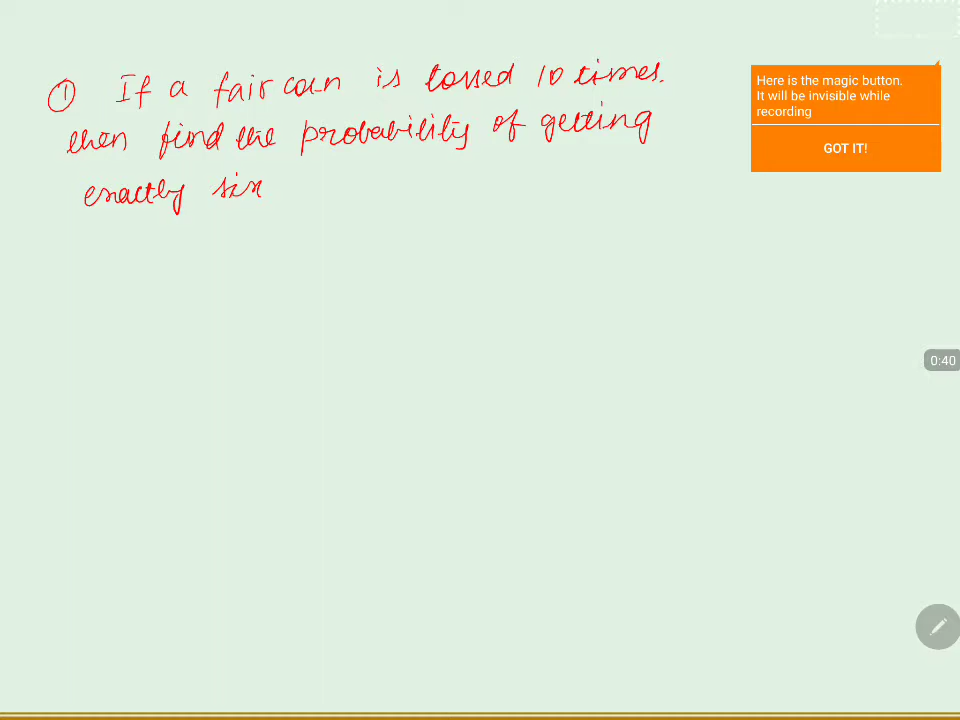 ① If a fair coin is tossed 10 times.
then find the probability of getting
exactly six
Here is the magic button.
It will be invisible while
recording
GOT IT!
0:40